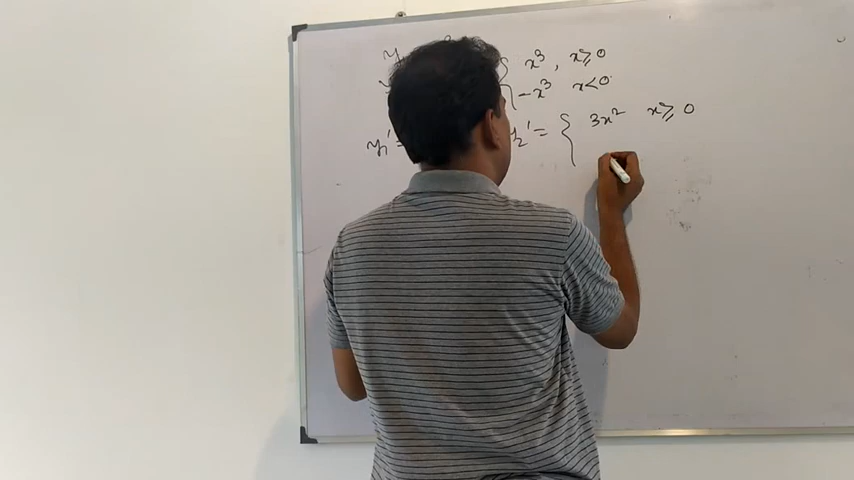 y x³, x ≥ 0
y -x³ x < 0
y₁' = y₂' = { 3x² x ≥ 0